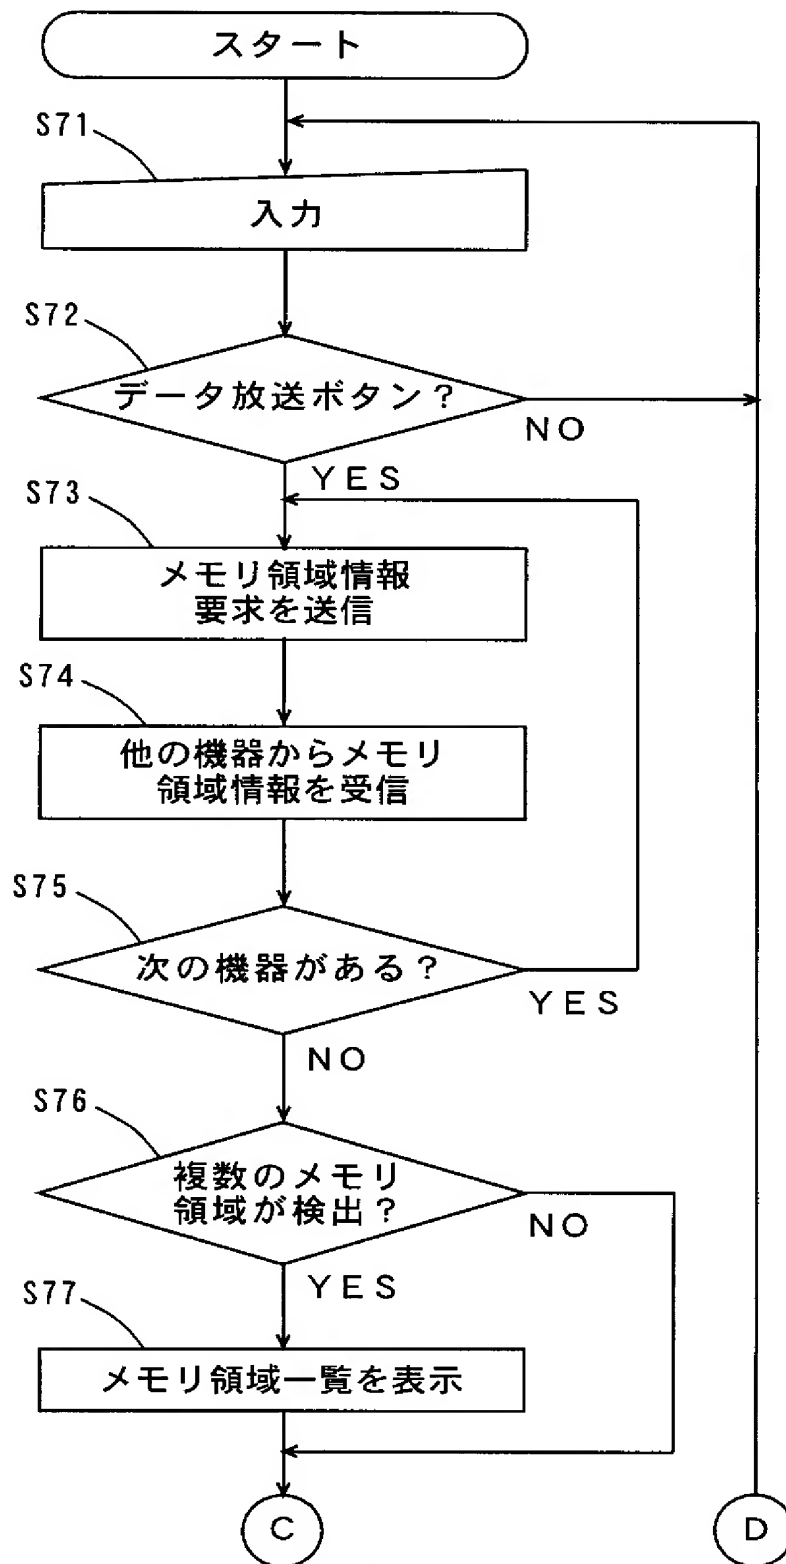 スタート
S71
入力
S72
データ放送ボタン？
NO
YES
S73
メモリ領域情報
要求を送信
S74
他の機器からメモリ
領域情報を受信
S75
次の機器がある？
YES
NO
S76
複数のメモリ
領域が検出？
NO
YES
S77
メモリ領域一覧を表示
C
D